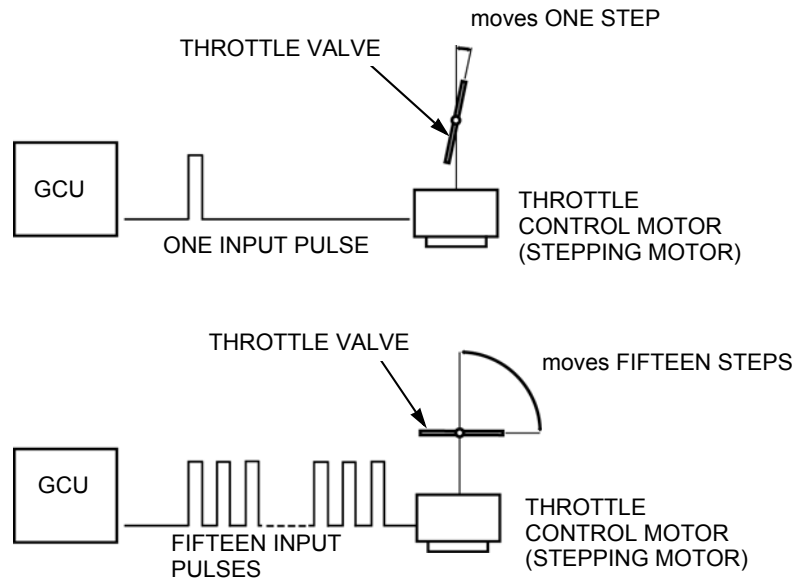 moves ONE STEP
THROTTLE VALVE
GCU
ONE INPUT PULSE
THROTTLE
CONTROL MOTOR
(STEPPING MOTOR)
THROTTLE VALVE
moves FIFTEEN STEPS
GCU
FIFTEEN INPUT
PULSES
THROTTLE
CONTROL MOTOR
(STEPPING MOTOR)